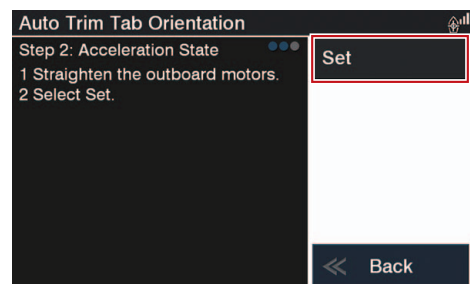 Auto Trim Tab Orientation
Step 2: Acceleration State
1 Straighten the outboard motors.
2 Select Set.
Set
Back